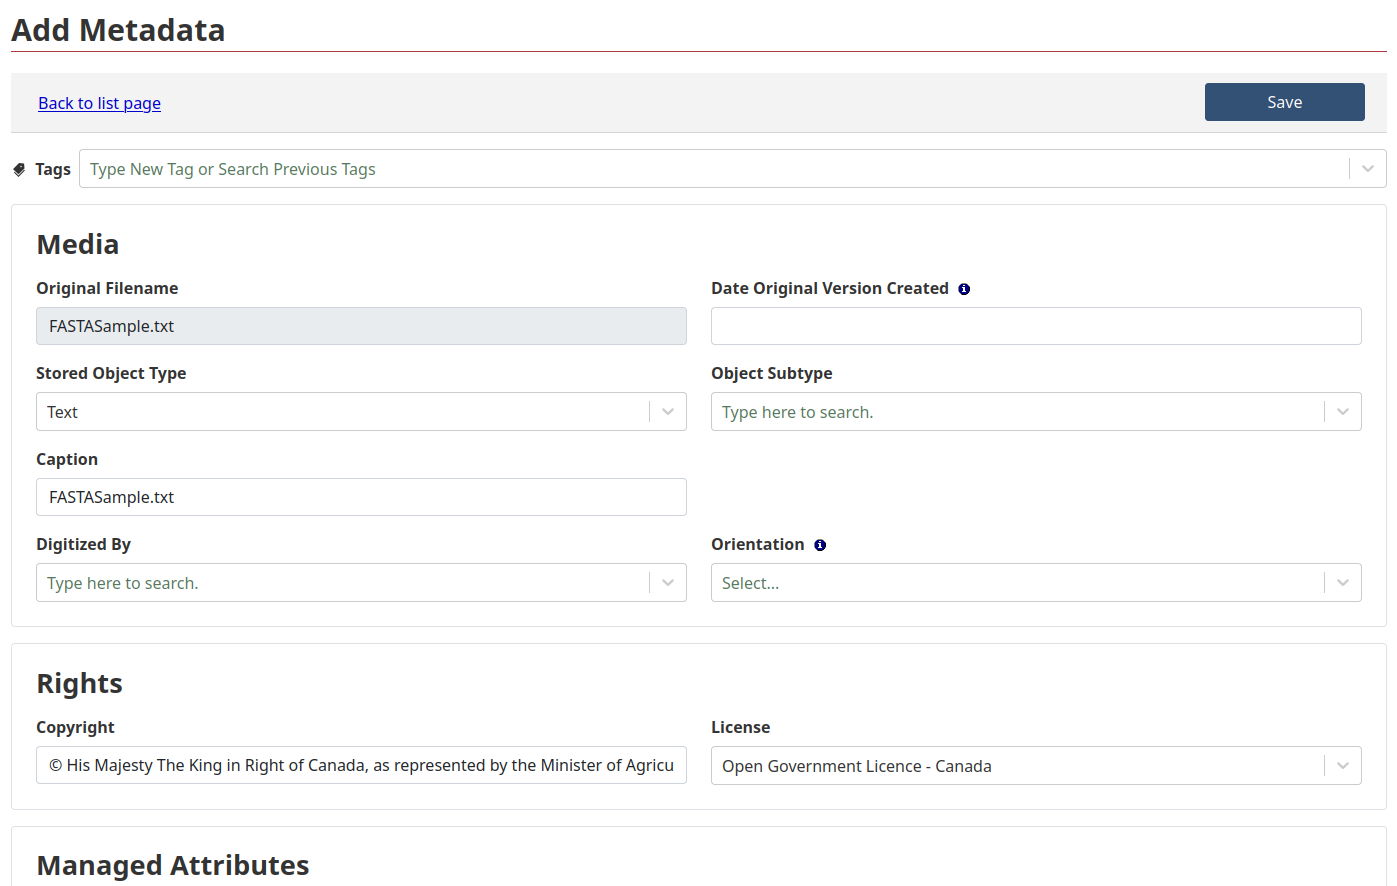 Add Metadata
Back to list page
Save
Tags
Type New Tag or Search Previous Tags
Media
Original Filename
Date Original Version Created
FASTASample.txt
Stored Object Type
Object Subtype
Text
Type here to search.
Caption
FASTASample.txt
Digitized By
Orientation
Type here to search.
Select...
Rights
Copyright
License
© His Majesty The King in Right of Canada, as represented by the Minister of Agricu
Open Government Licence - Canada
Managed Attributes